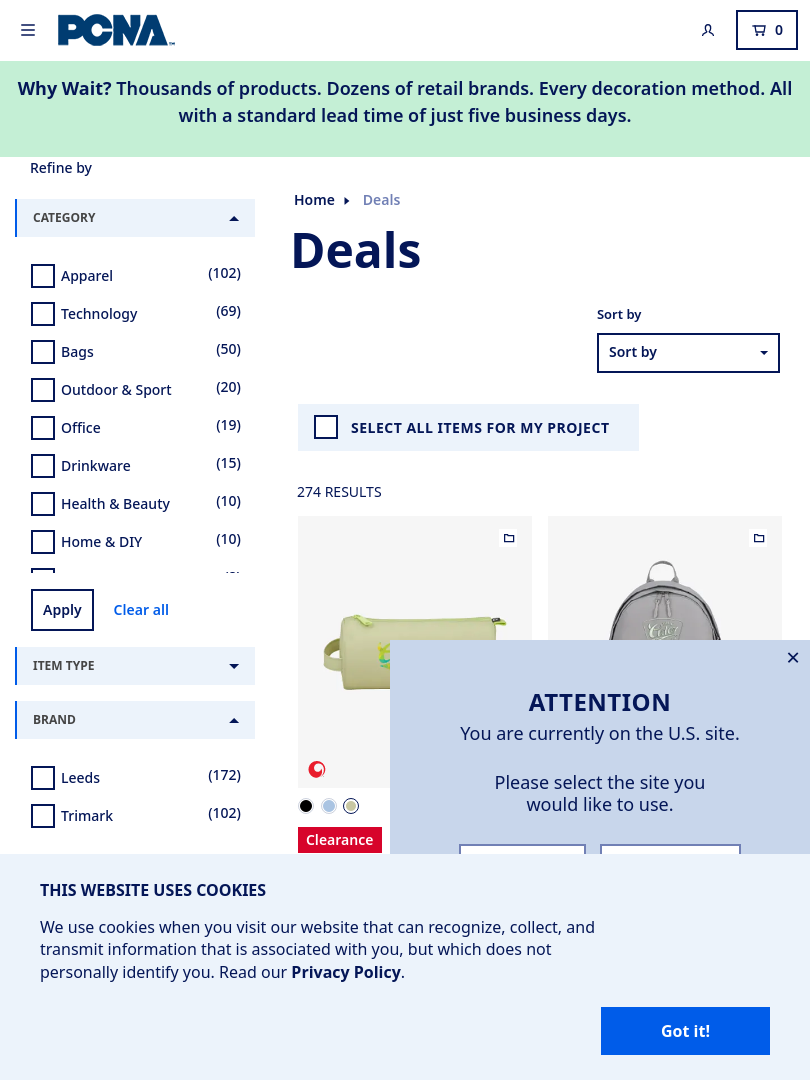 PCNA
0
Why Wait? Thousands of products. Dozens of retail brands. Every decoration method. All
with a standard lead time of just five business days.
Refine by
Home
Deals
CATEGORY
Deals
Apparel (102)
Technology (69)
Bags (50)
Outdoor & Sport (20)
Office (19)
Drinkware (15)
Health & Beauty (10)
Home & DIY (10)
Sort by
Sort by
SELECT ALL ITEMS FOR MY PROJECT
274 RESULTS
Apply
Clear all
ITEM TYPE
BRAND
Leeds (172)
Trimark (102)
Clearance
ATTENTION
You are currently on the U.S. site.
Please select the site you
would like to use.
THIS WEBSITE USES COOKIES
We use cookies when you visit our website that can recognize, collect, and
transmit information that is associated with you, but which does not
personally identify you. Read our Privacy Policy.
Got it!